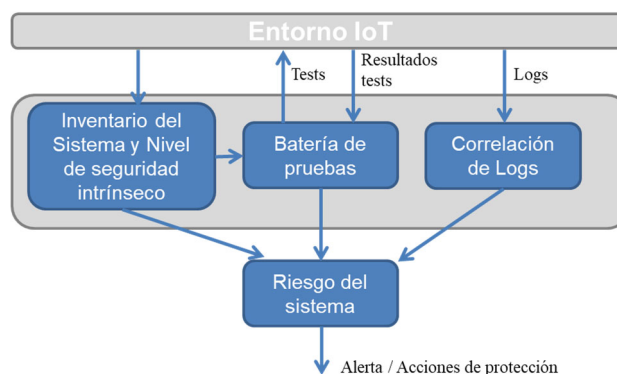 Entorno IoT
Tests
Resultados
tests
Logs
Inventario del
Sistema y Nivel
de seguridad
intrínseco
Batería de
pruebas
Correlación
de Logs
Riesgo del
sistema
Alerta / Acciones de protección